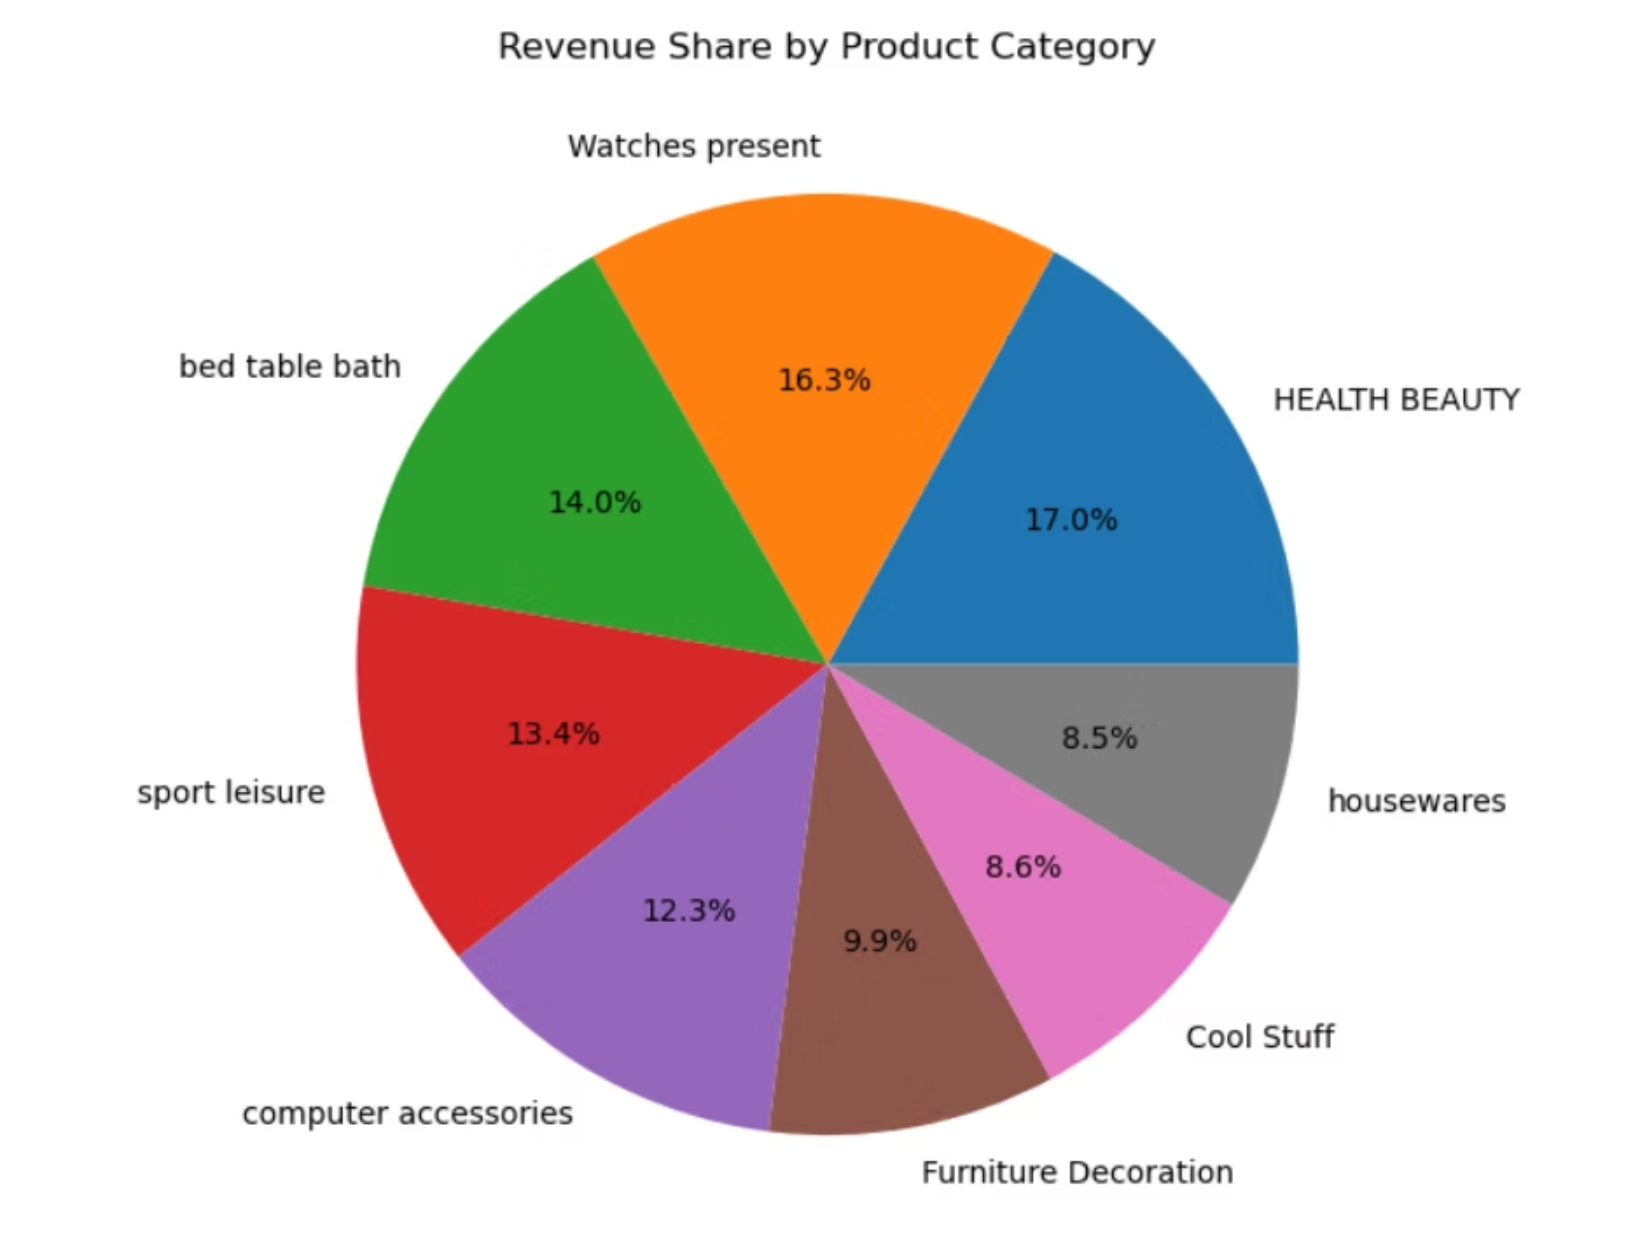 Revenue Share by Product Category
Watches present
bed table bath
HEALTH BEAUTY
16.3%
14.0%
17.0%
13.4%
8.5%
sport leisure
housewares
12.3%
9.9%
8.6%
Cool Stuff
computer accessories
Furniture Decoration